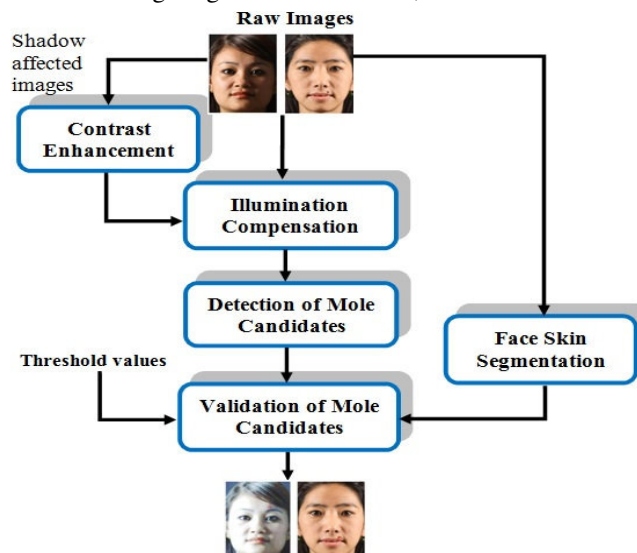 Raw Images
Shadow
affected
images
Contrast
Enhancement
Illumination
Compensation
Detection of Mole
Candidates
Face Skin
Segmentation
Threshold values
Validation of Mole
Candidates